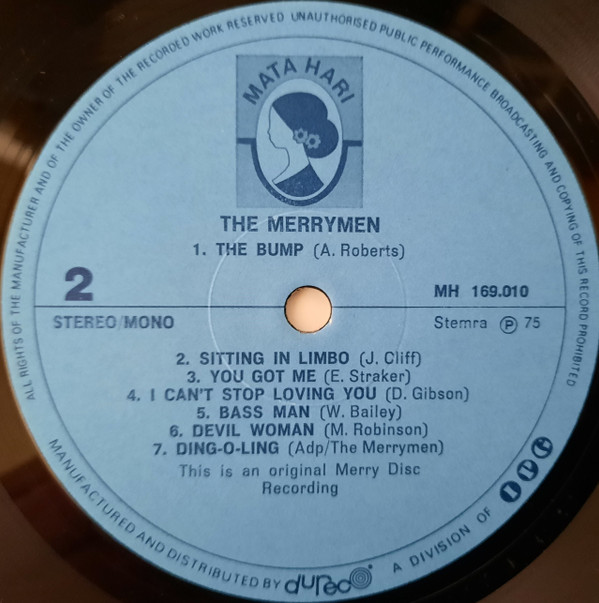 ALL RIGHTS OF THE MANUFACTURER AND OF THE OWNER OF THE RECORDED WORK RESERVED UNAUTHORISED PUBLIC PERFORMANCE BROADCASTING AND COPYING OF THIS RECORD PROHIBITED
MATA HARI
THE MERRYMEN
1. THE BUMP (A. Roberts)
2
MH 169.010
STEREO/MONO
Stemra Ⓟ 75
2. SITTING IN LIMBO (J. Cliff)
3. YOU GOT ME (E. Straker)
4. I CAN'T STOP LOVING YOU (D. Gibson)
5. BASS MAN (W. Bailey)
6. DEVIL WOMAN (M. Robinson)
7. DING-O-LING (Adp/The Merrymen)
This is an original Merry Disc
Recording
MANUFACTURED AND DISTRIBUTED BY dureco A DIVISION OF